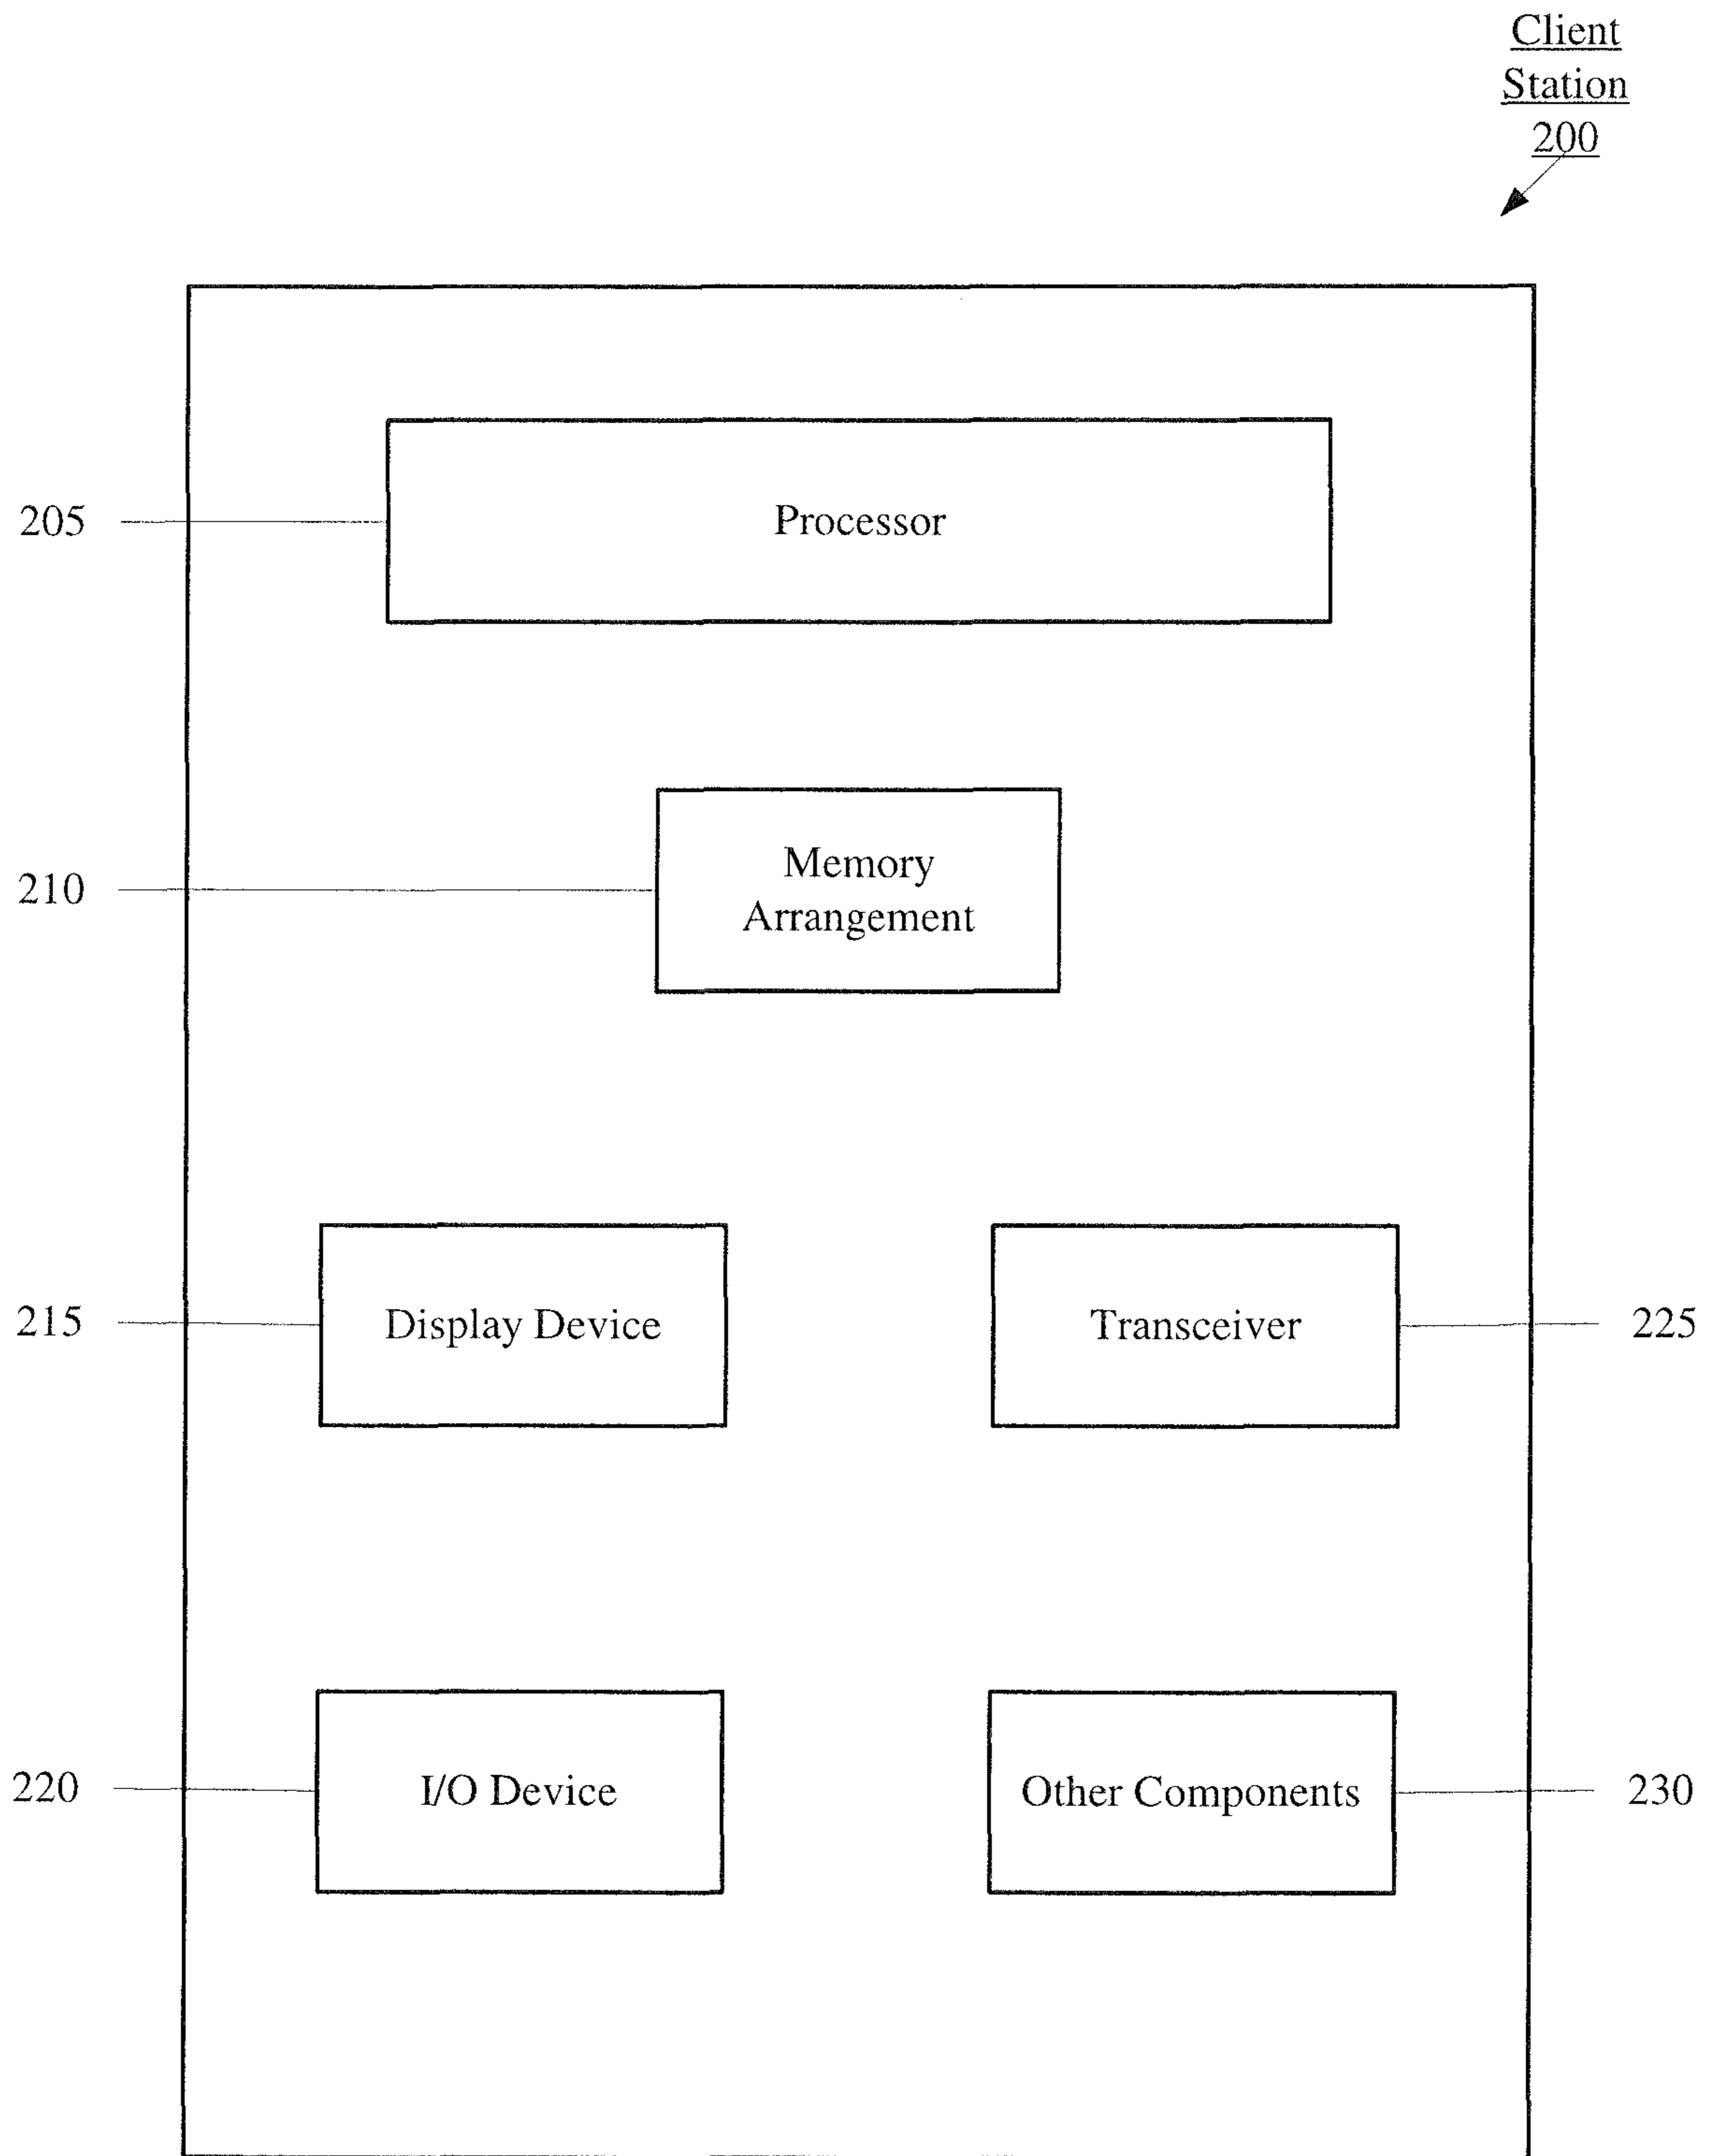 Client
Station
200
205
Processor
210
Memory
Arrangement
215
Display Device
Transceiver
225
220
I/O Device
Other Components
230